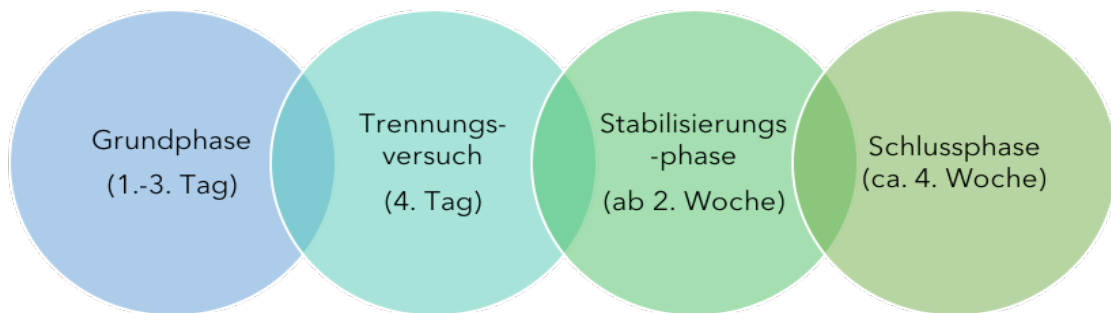 Grundphase
(1.-3. Tag)
Trennungs-
versuch
(4. Tag)
Stabilisierungs
-phase
(ab 2. Woche)
Schlussphase
(ca. 4. Woche)